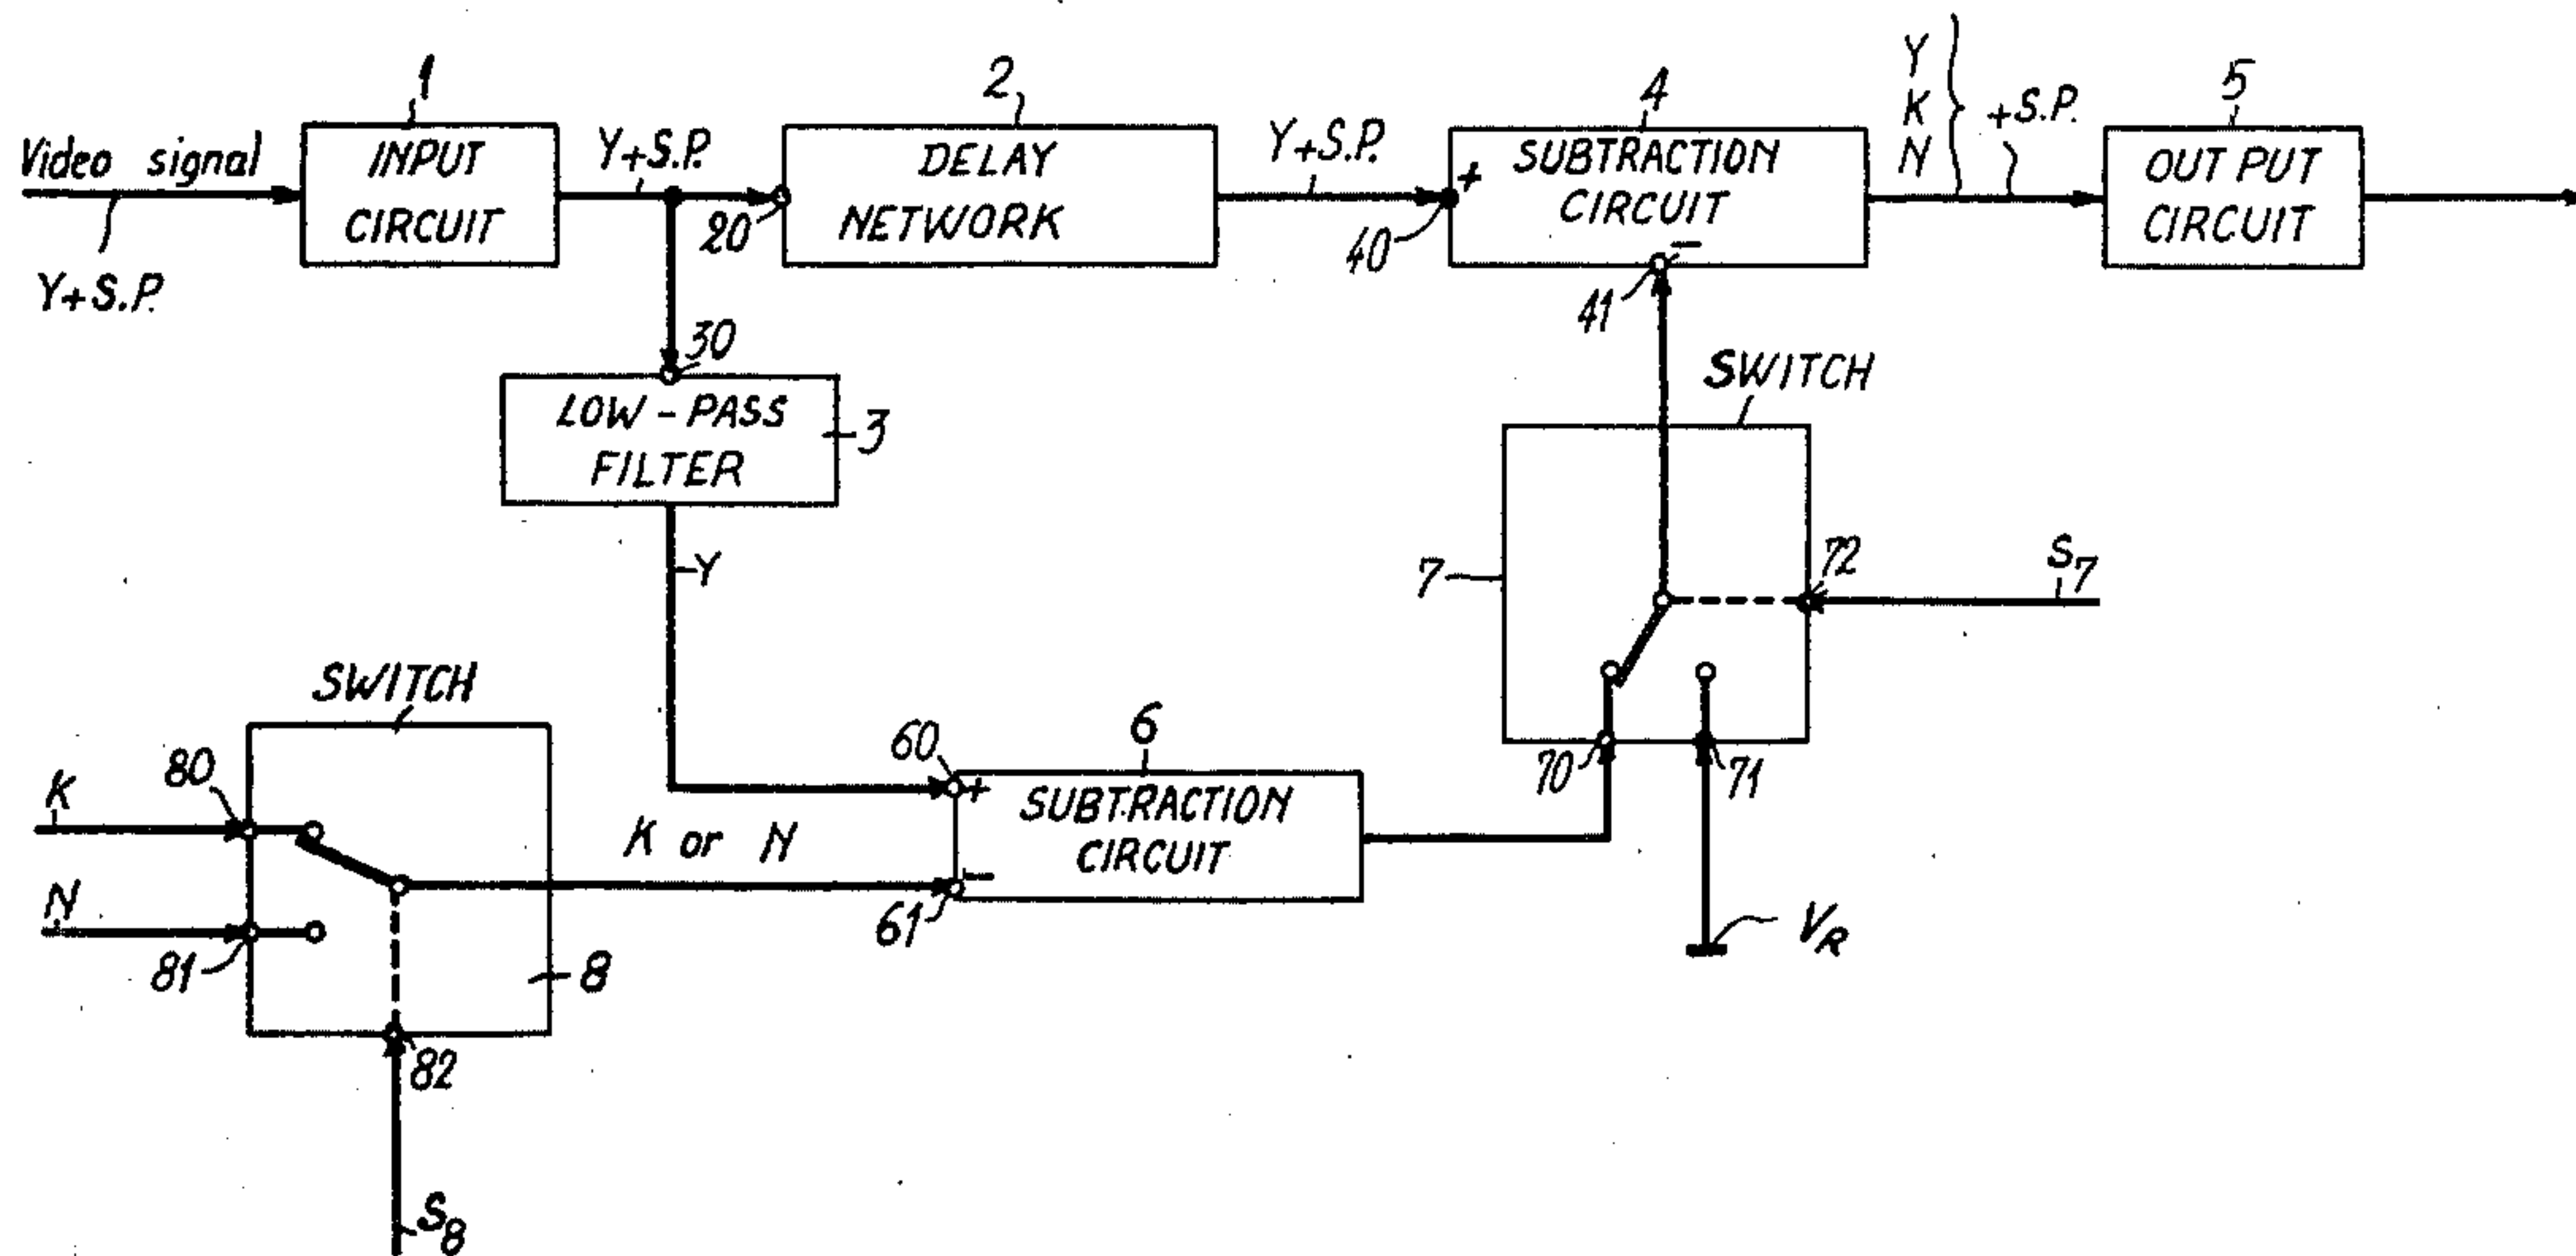 1
2
4
5
Video signal
Y+S.P.
INPUT
CIRCUIT
Y+S.P.
20
DELAY
NETWORK
Y+S.P.
40
+
SUBTRACTION
CIRCUIT
-
41
Y
K
N
+S.P.
OUT PUT
CIRCUIT
30
LOW - PASS
FILTER
3
Y
SWITCH
7
72
S7
70
71
VR
SWITCH
K
80
N
81
8
82
S8
K or N
60
+
61
-
6
SUBTRACTION
CIRCUIT